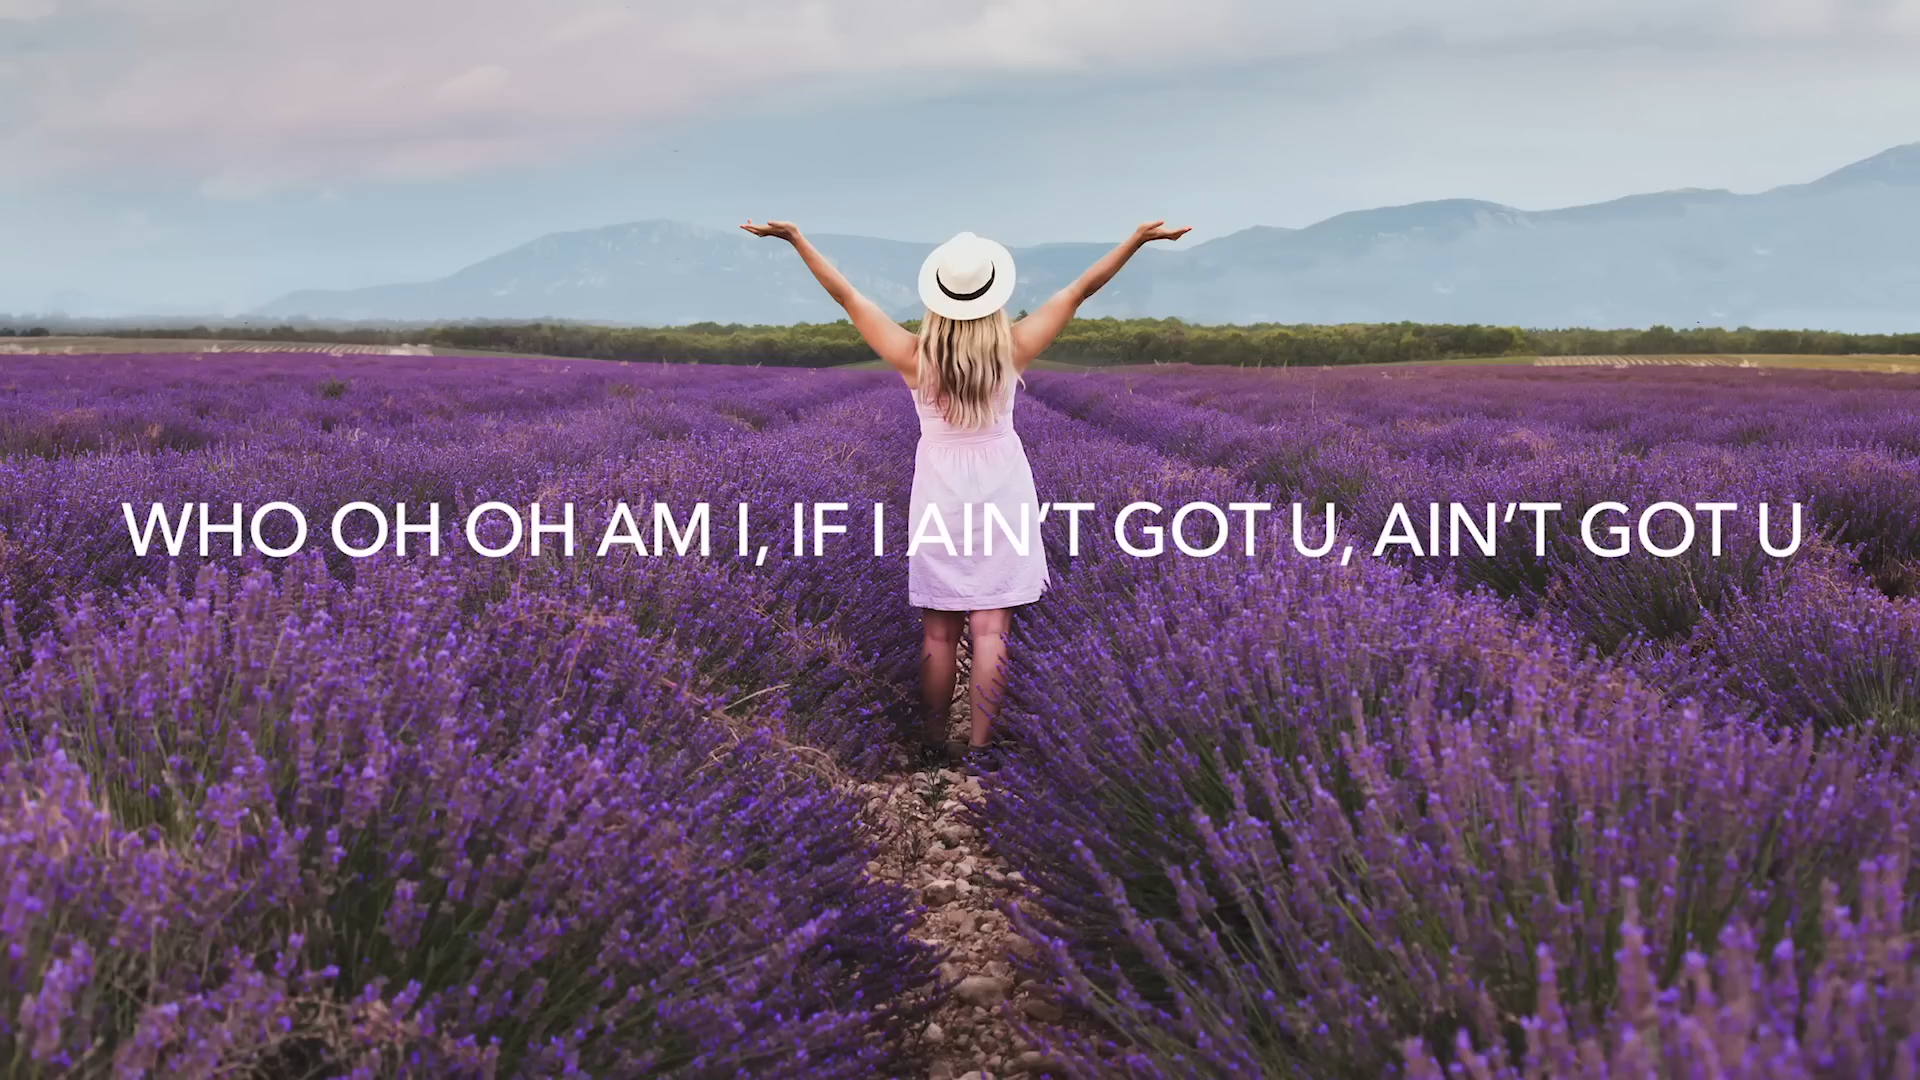 WHO OH OH AM I, IF I AIN’T GOT U, AIN’T GOT U